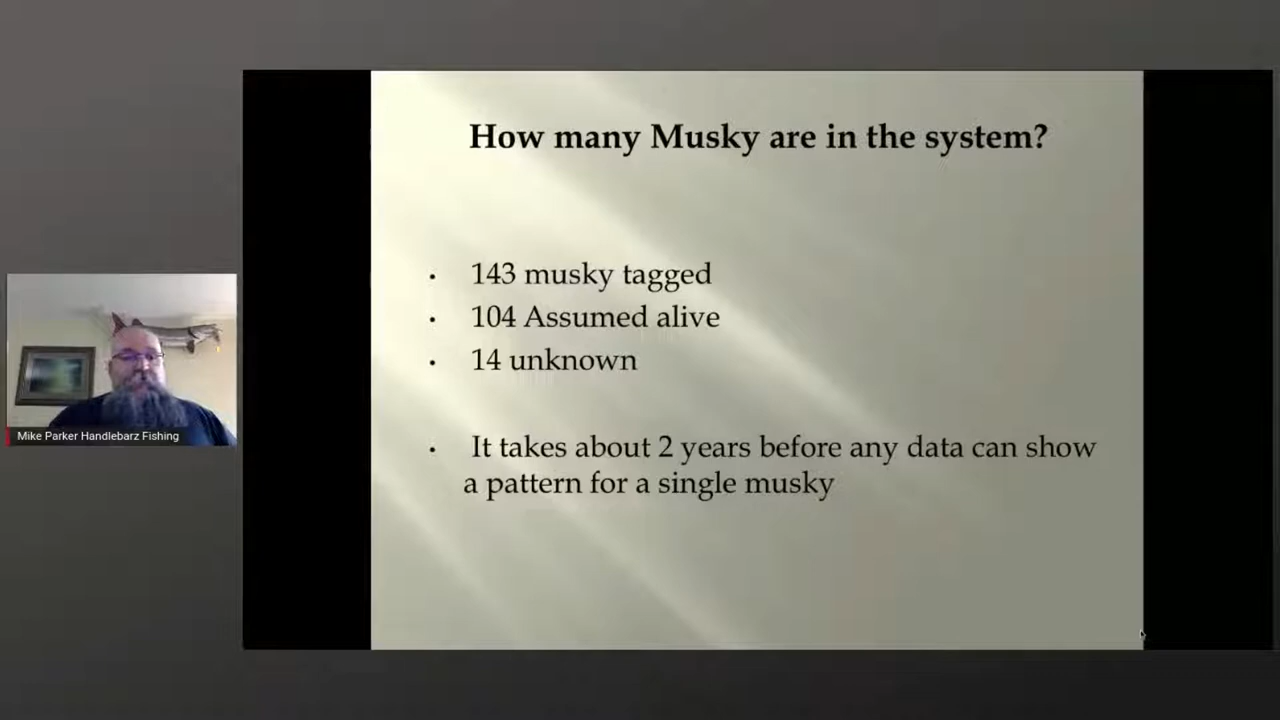 How many Musky are in the system?
· 143 musky tagged
· 104 Assumed alive
· 14 unknown
· It takes about 2 years before any data can show
a pattern for a single musky
Mike Parker Handlebarz Fishing